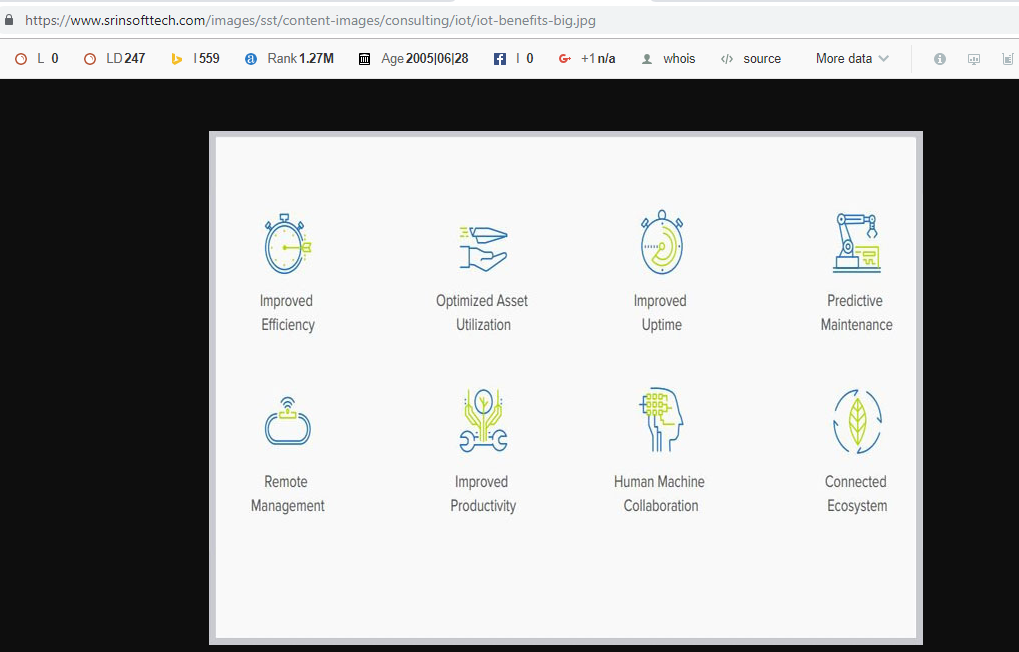 https://www.srinsofttech.com/images/sst/content-images/consulting/iot/iot-benefits-big.jpg
L 0 LD 247 I 559 Rank 1.27M Age 2005|06|28 I 0 +1 n/a whois source More data
Improved
Efficiency
Optimized Asset
Utilization
Improved
Uptime
Predictive
Maintenance
Remote
Management
Improved
Productivity
Human Machine
Collaboration
Connected
Ecosystem